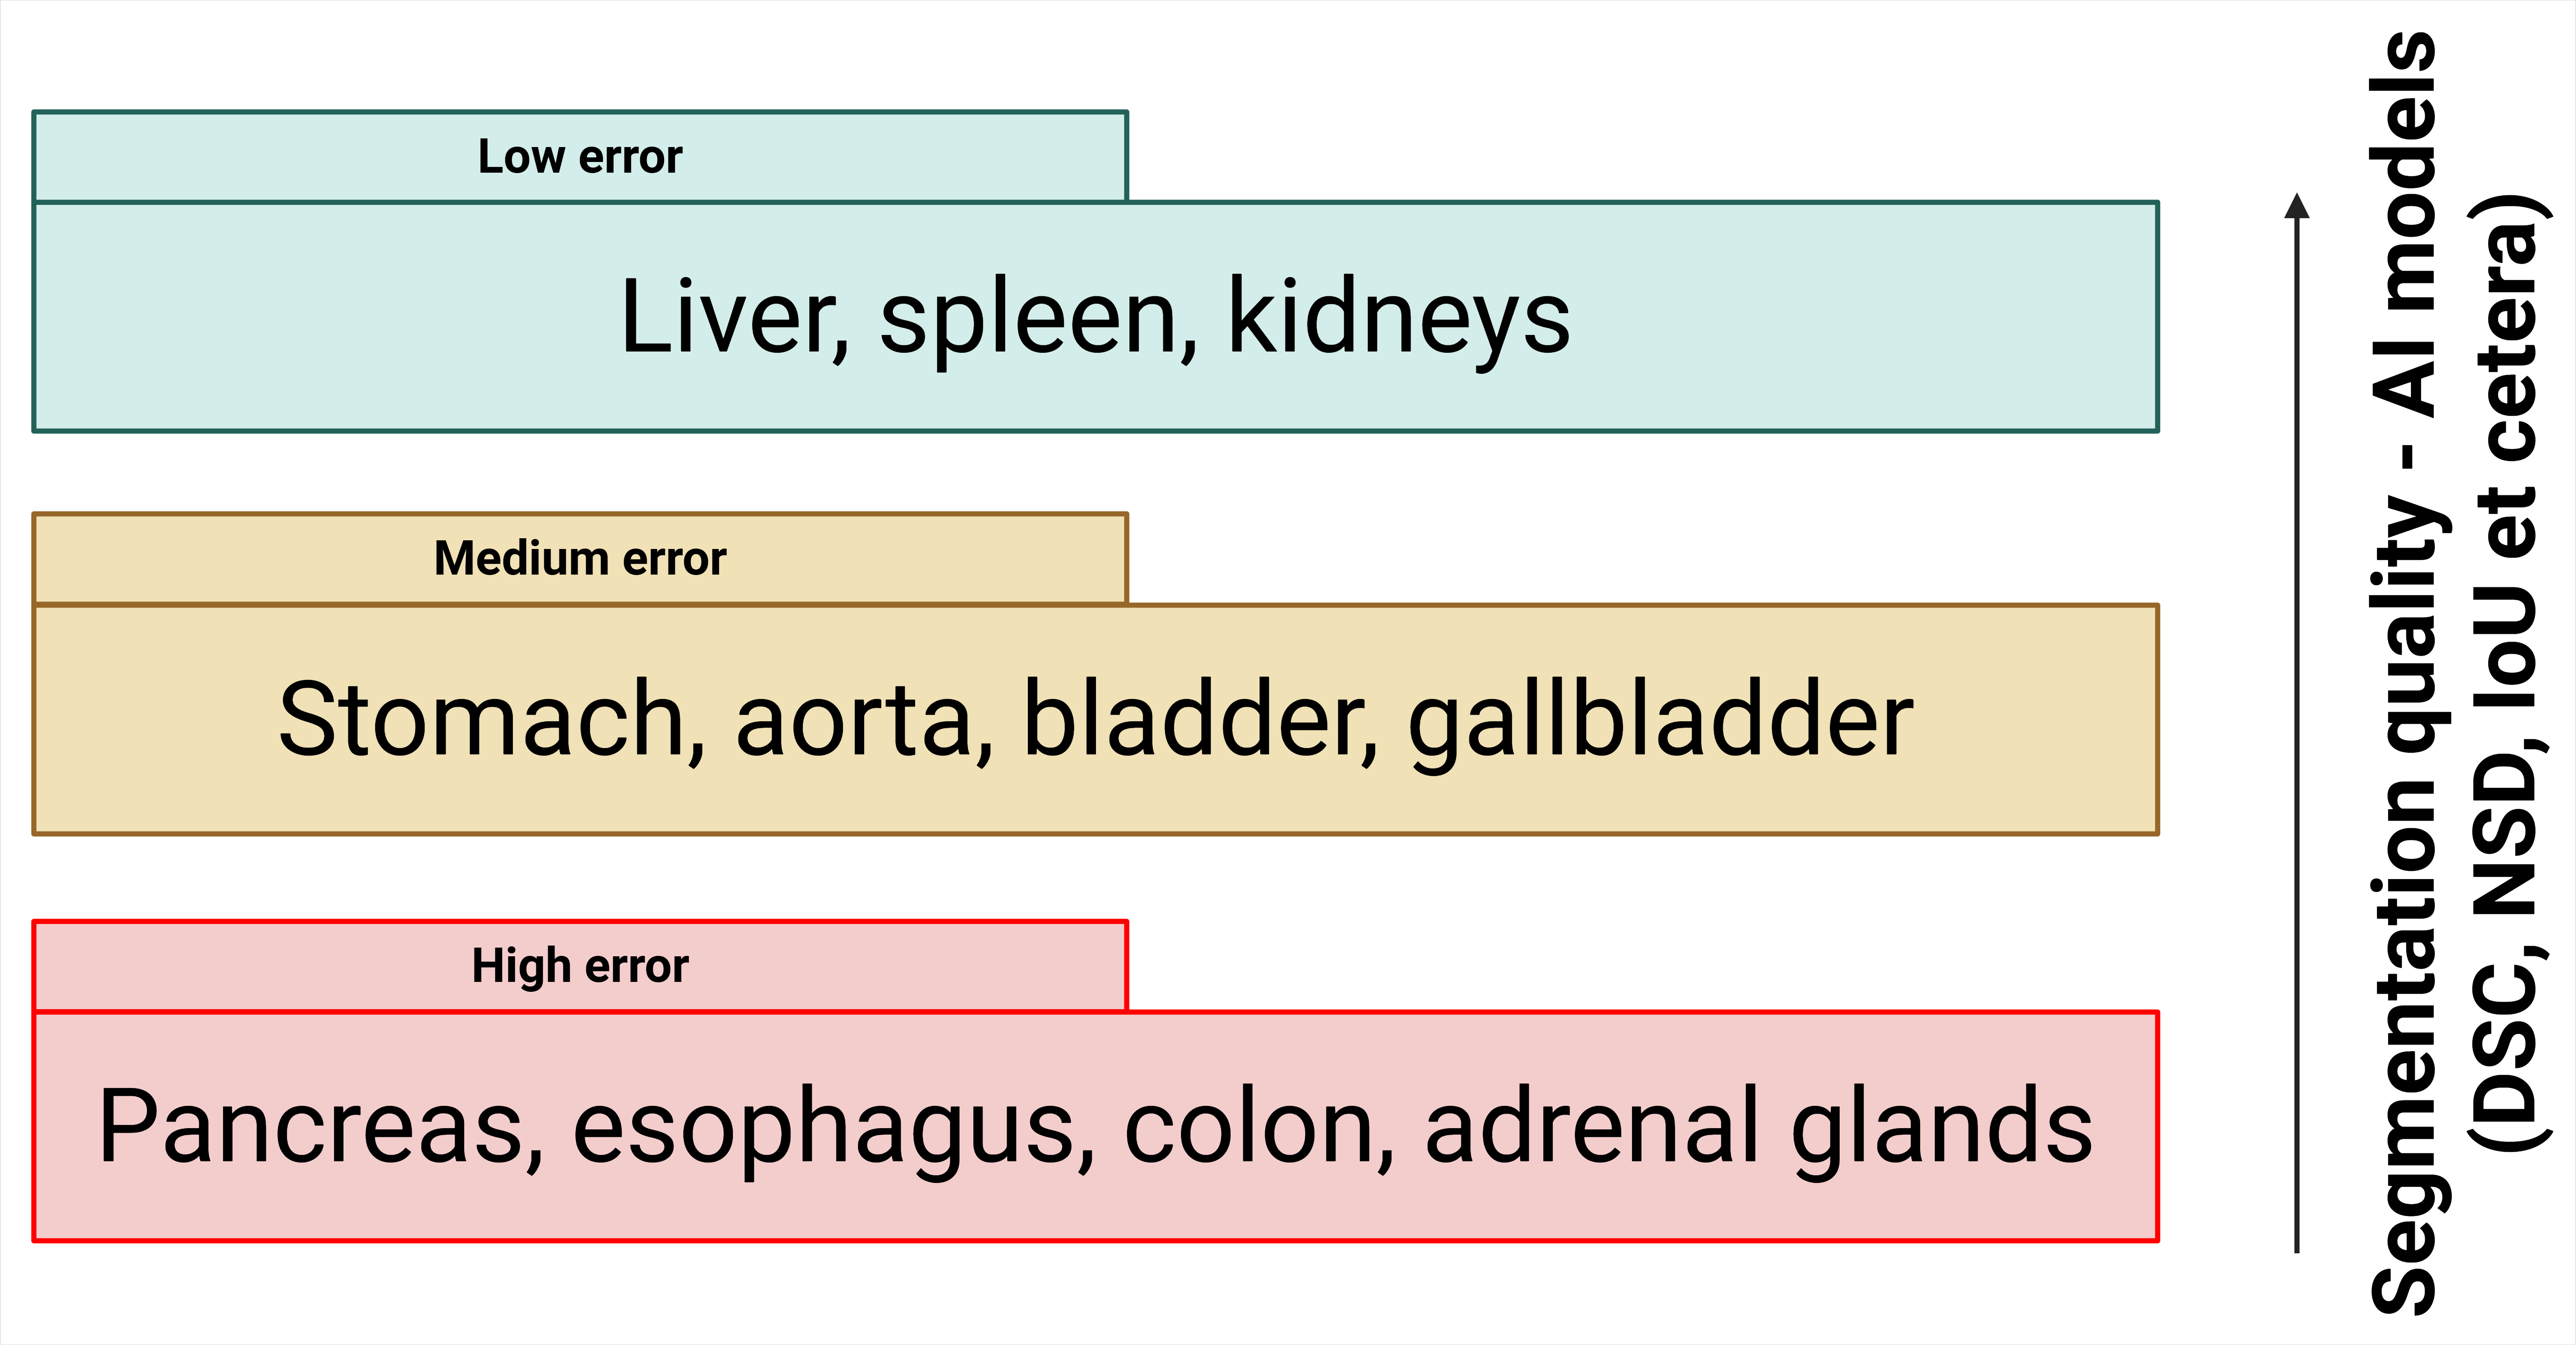 Low error
Liver, spleen, kidneys
Medium error
Stomach, aorta, bladder, gallbladder
High error
Pancreas, esophagus, colon, adrenal glands
Segmentation quality - AI models
(DSC, NSD, IoU et cetera)